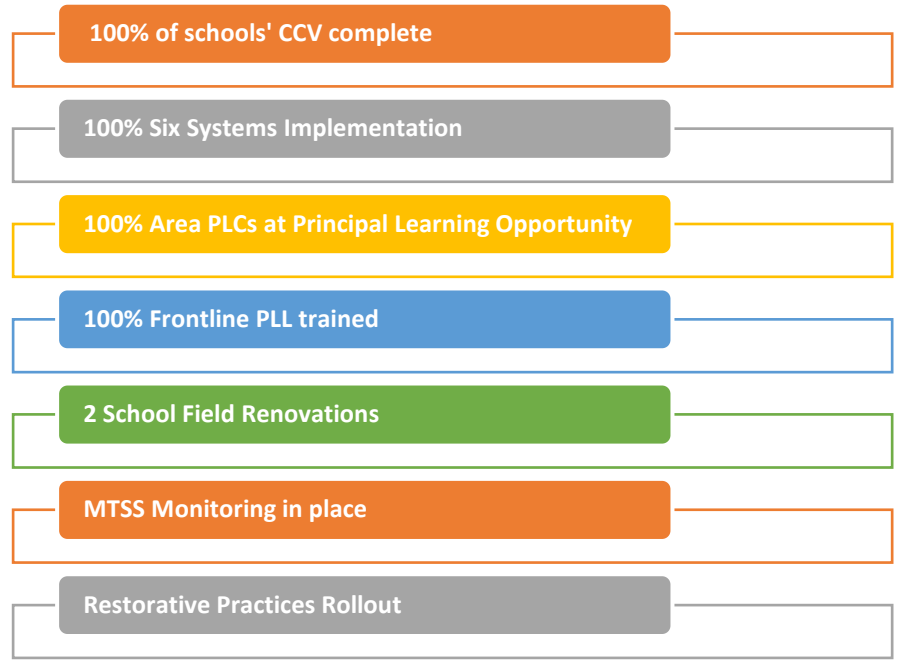 100% of schools' CCV complete
100% Six Systems Implementation
100% Area PLCs at Principal Learning Opportunity
100% Frontline PLL trained
2 School Field Renovations
MTSS Monitoring in place
Restorative Practices Rollout